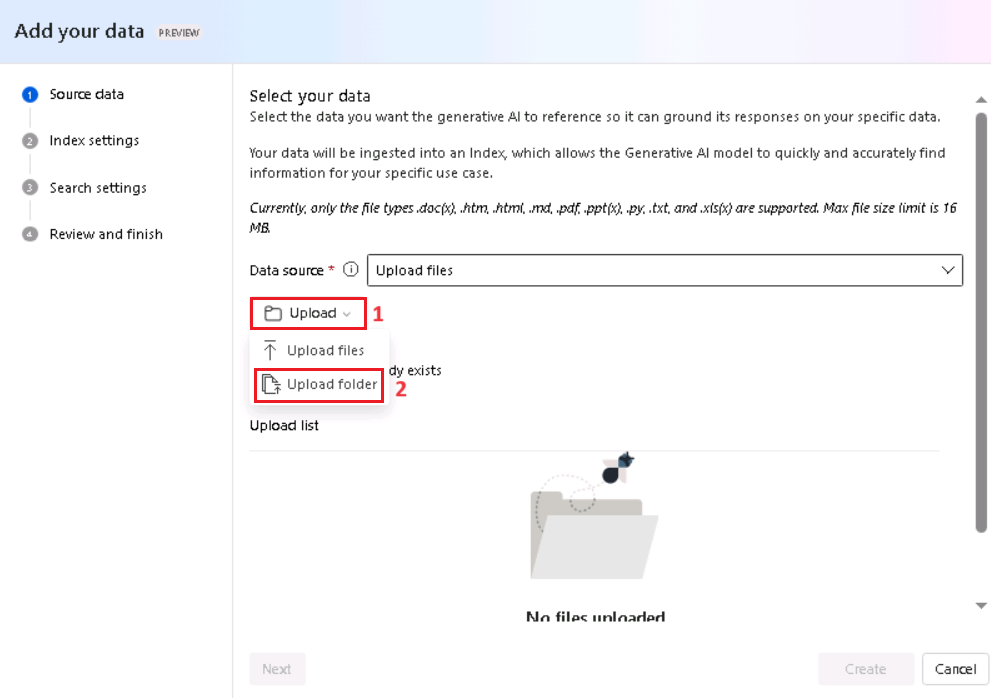 Add your data PREVIEW
1 Source data
2 Index settings
3 Search settings
4 Review and finish
Select your data
Select the data you want the generative AI to reference so it can ground its responses on your specific data.
Your data will be ingested into an Index, which allows the Generative AI model to quickly and accurately find
information for your specific use case.
Currently, only the file types .doc(x), .htm, .html, .md, .pdf, .ppt(x), .py, .txt, and .xls(x) are supported. Max file size limit is 16
MB.
Data source * Upload files
Upload 1
Upload files
dy exists
Upload folder 2
Upload list
No files uploaded
Next Create Cancel